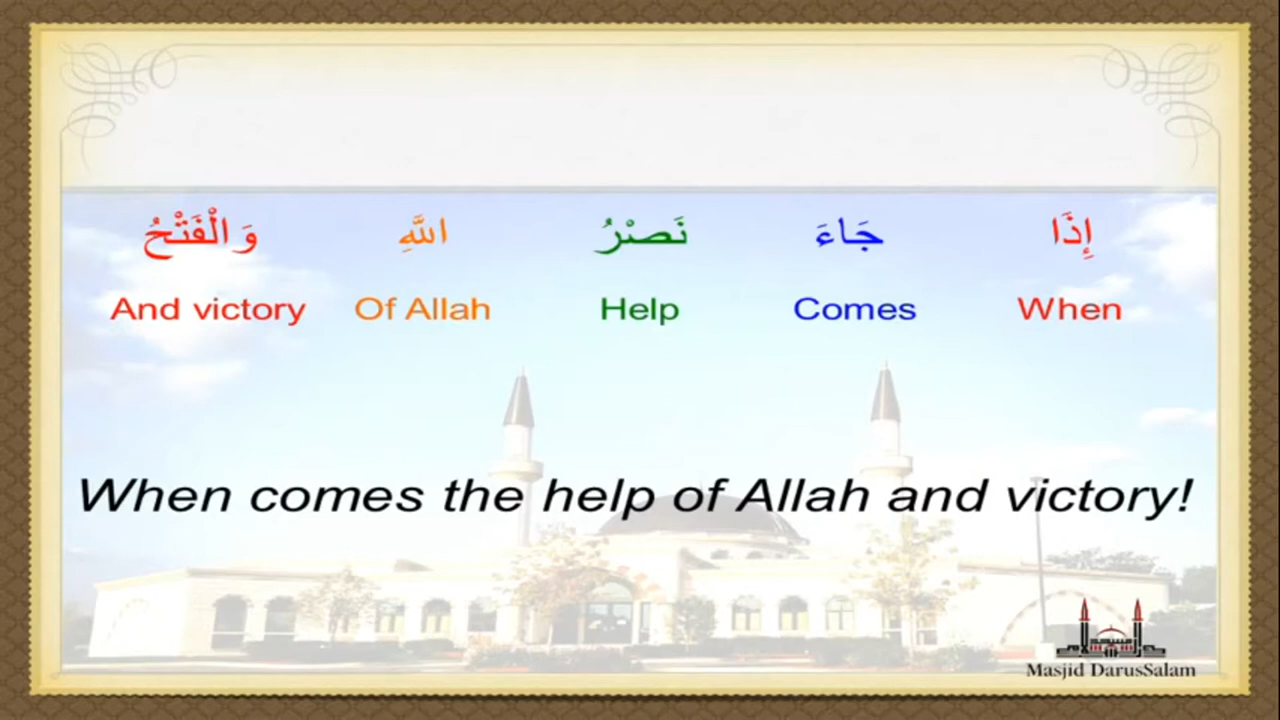 إِذَا جَاءَ نَصْرُ اللَّهِ وَالْفَتْحُ
And victory Of Allah Help Comes When
When comes the help of Allah and victory!
Masjid DarusSalam